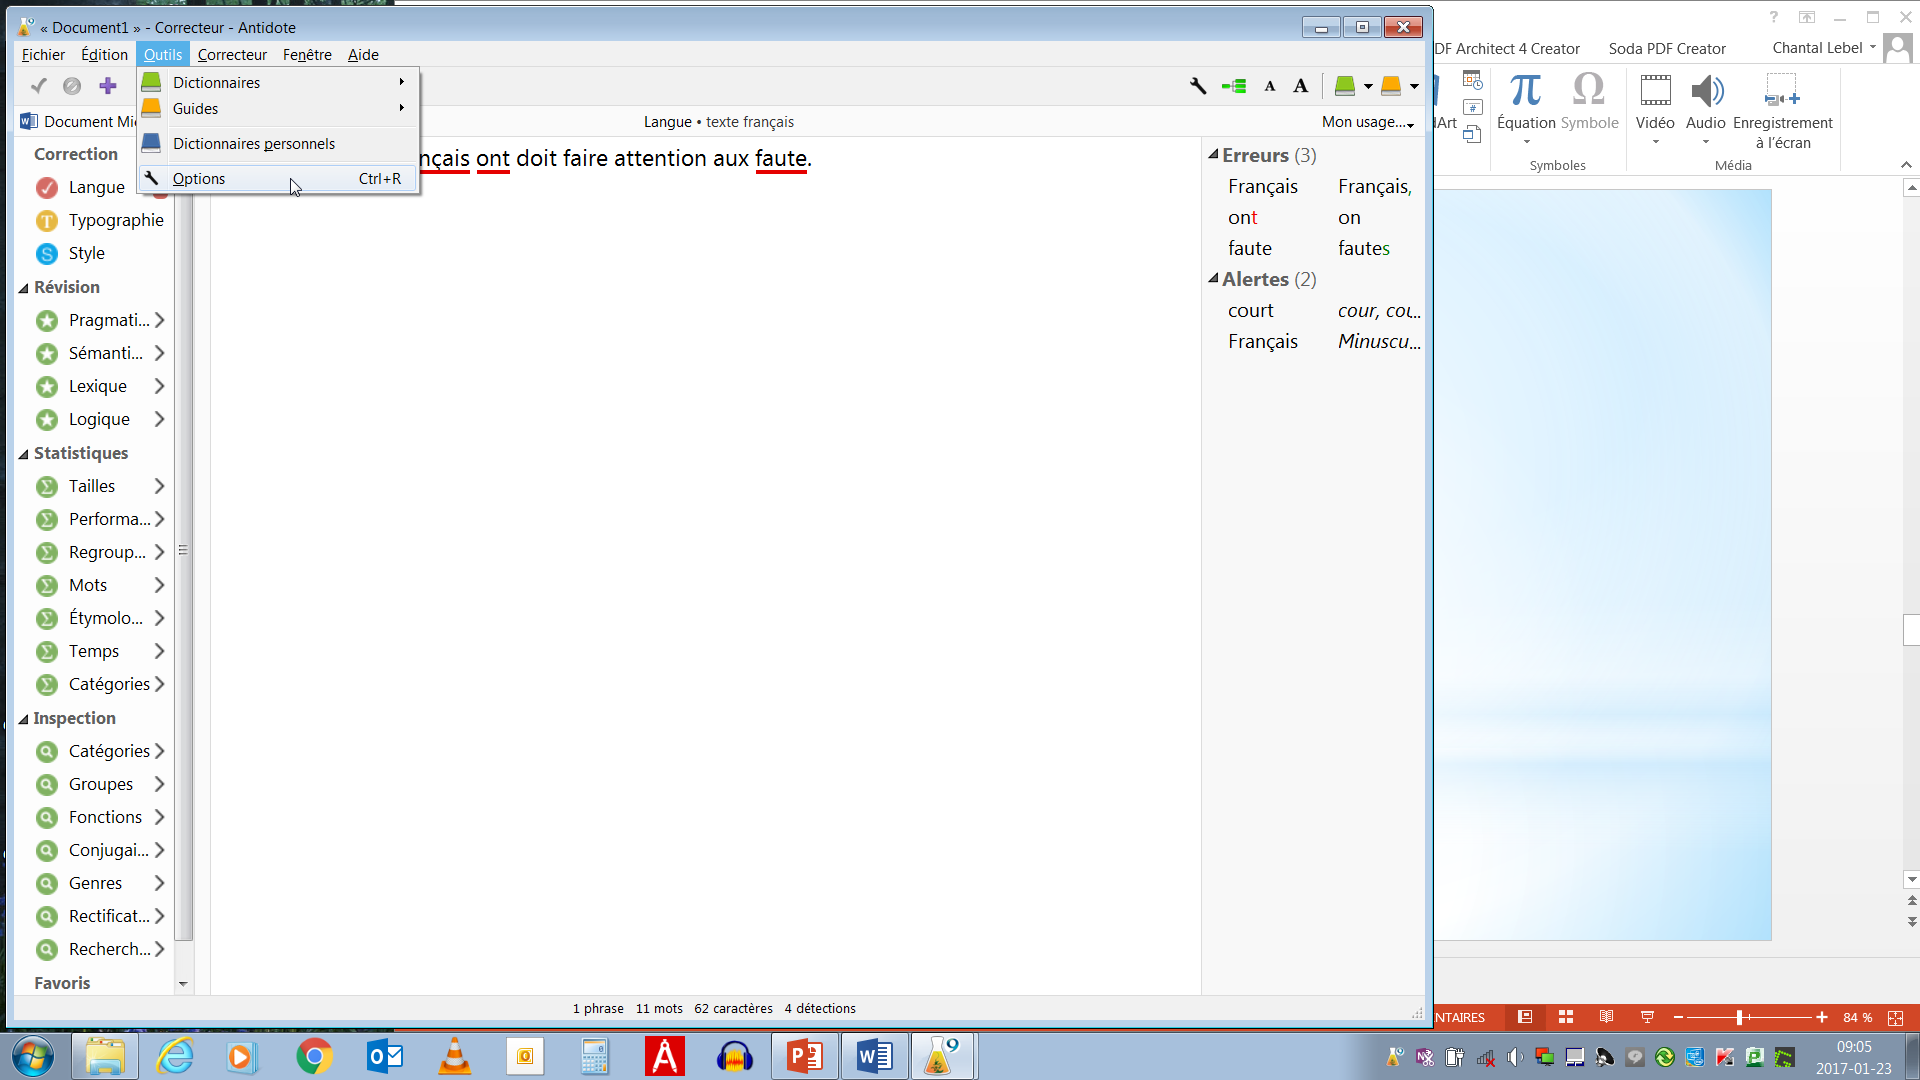 « Document1 » - Correcteur - Antidote
Fichier Édition Outils Correcteur Fenêtre Aide
Dictionnaires
Guides
Dictionnaires personnels
Options Ctrl+R
Document
Langue • texte français
Mon usage...
nçais ont doit faire attention aux faute.
Correction
Langue
Typographie
Style
Révision
Pragmati...
Sémanti...
Lexique
Logique
Statistiques
Tailles
Performa...
Regroup...
Mots
Étymolo...
Temps
Catégories
Inspection
Catégories
Groupes
Fonctions
Conjugai...
Genres
Rectificat...
Recherch...
Favoris
Erreurs (3)
Français Français,
ont on
faute fautes
Alertes (2)
court cour, cou...
Français Minuscu...
1 phrase 11 mots 62 caractères 4 détections
DF Architect 4 Creator Soda PDF Creator Chantal Lebel
Art
Équation Symbole
Vidéo Audio Enregistrement
à l'écran
Symboles Média
NTAIRES 84 %
09:05
2017-01-23